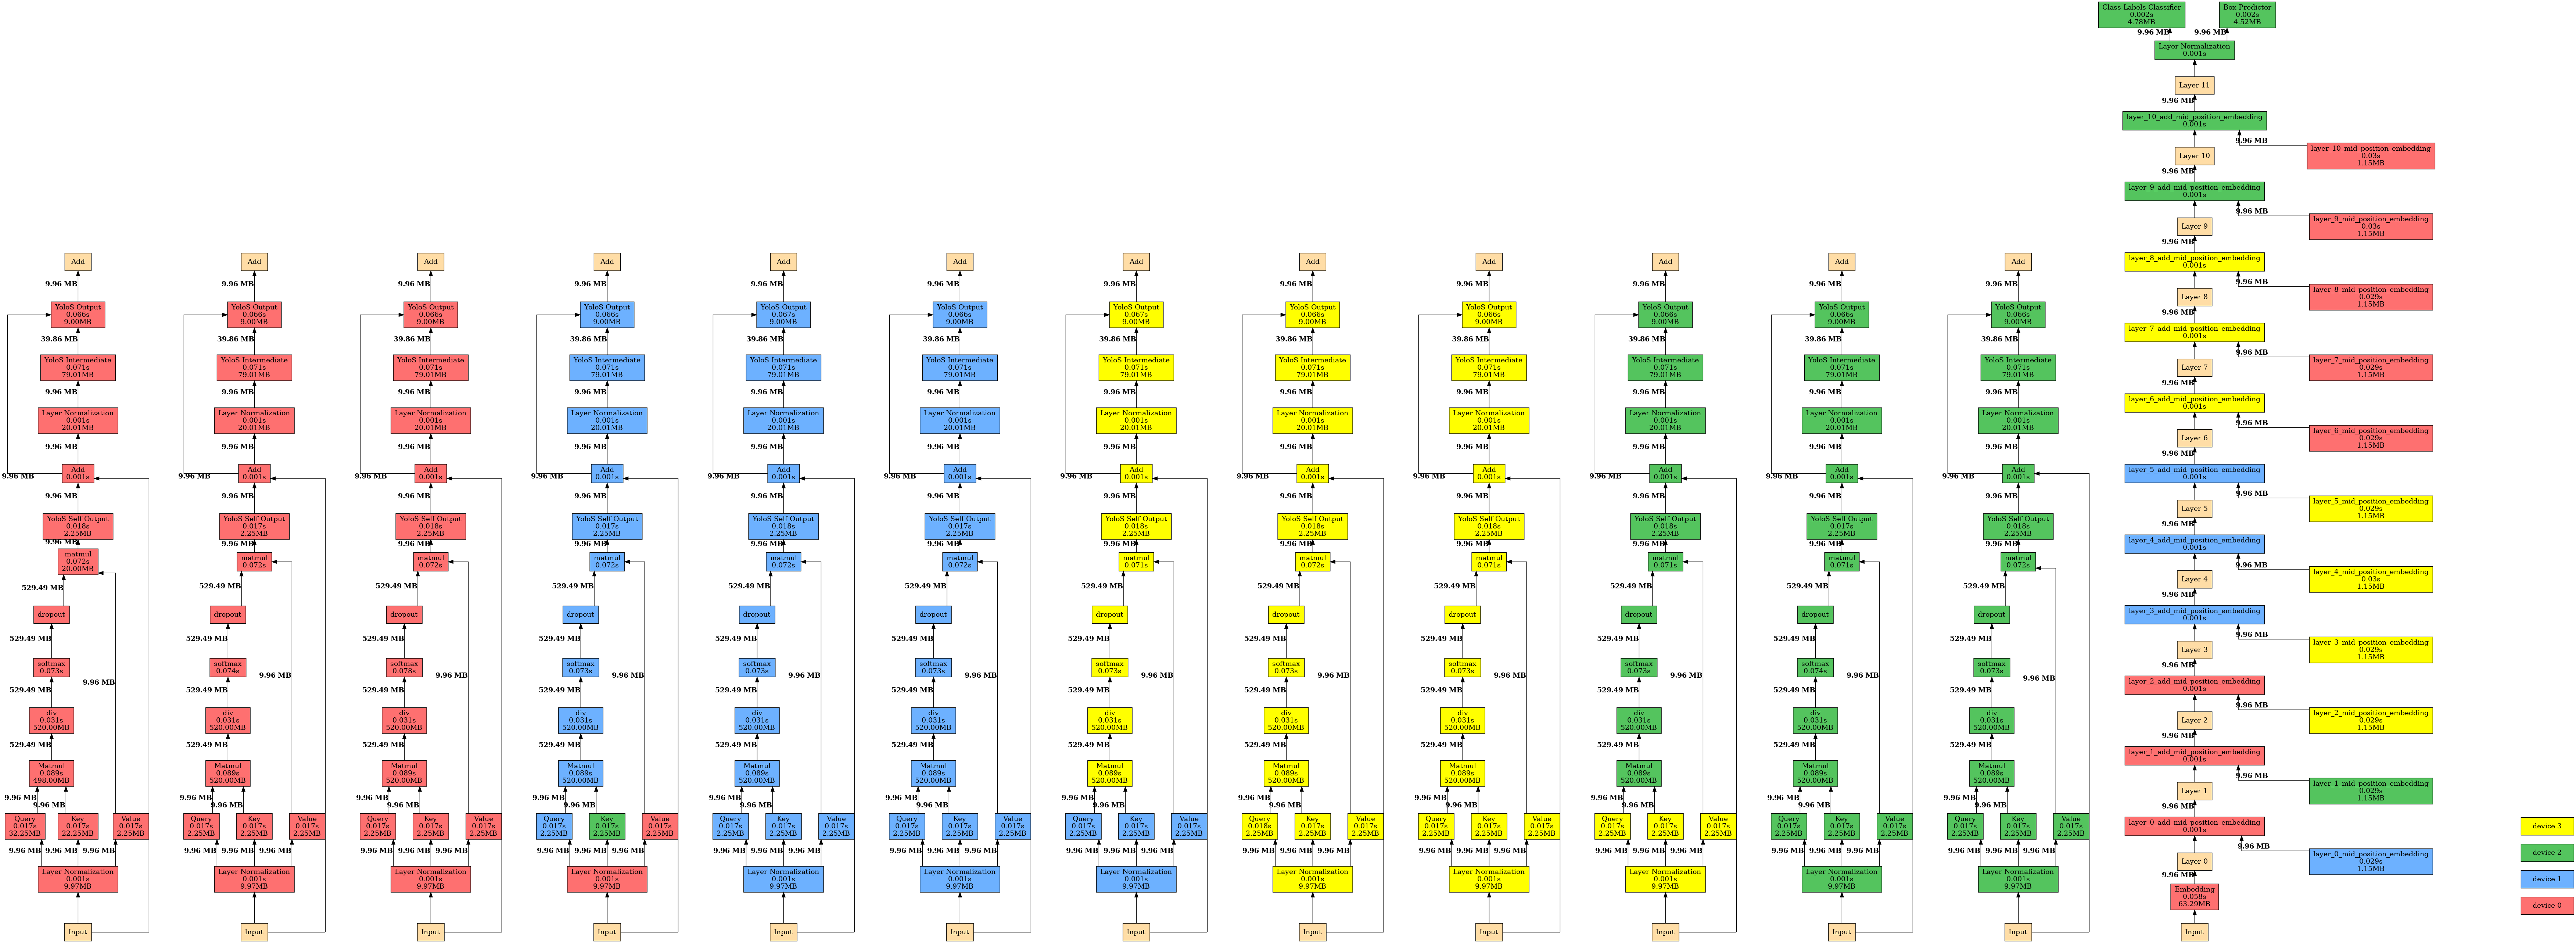 Add
9.96 MB
YoloS Output
0.066s
9.00MB
39.86 MB
YoloS Intermediate
0.071s
79.01MB
9.96 MB
Layer Normalization
0.001s
20.01MB
9.96 MB
Add
0.001s
9.96 MB
9.96 MB
YoloS Self Output
0.018s
2.25MB
9.96 MB
matmul
0.072s
20.00MB
529.49 MB
dropout
529.49 MB
softmax
0.073s
9.96 MB
529.49 MB
div
0.031s
520.00MB
529.49 MB
Matmul
0.089s
498.00MB
9.96 MB 9.96 MB
Query Key Value
0.017s 0.017s 0.017s
32.25MB 22.25MB 2.25MB
9.96 MB 9.96 MB 9.96 MB
Layer Normalization
0.001s
9.97MB
Input
Add
9.96 MB
YoloS Output
0.066s
9.00MB
39.86 MB
YoloS Intermediate
0.071s
79.01MB
9.96 MB
Layer Normalization
0.001s
20.01MB
9.96 MB
Add
0.001s
9.96 MB
9.96 MB
YoloS Self Output
0.017s
2.25MB
9.96 MB
matmul
0.072s
529.49 MB
dropout
529.49 MB
softmax
0.074s
9.96 MB
529.49 MB
div
0.031s
520.00MB
529.49 MB
Matmul
0.089s
520.00MB
9.96 MB 9.96 MB
Query Key Value
0.017s 0.017s 0.017s
2.25MB 2.25MB 2.25MB
9.96 MB 9.96 MB 9.96 MB
Layer Normalization
0.001s
9.97MB
Input
Add
9.96 MB
YoloS Output
0.066s
9.00MB
39.86 MB
YoloS Intermediate
0.071s
79.01MB
9.96 MB
Layer Normalization
0.001s
20.01MB
9.96 MB
Add
0.001s
9.96 MB
9.96 MB
YoloS Self Output
0.018s
2.25MB
9.96 MB
matmul
0.072s
529.49 MB
dropout
529.49 MB
softmax
0.078s
9.96 MB
529.49 MB
div
0.031s
520.00MB
529.49 MB
Matmul
0.089s
520.00MB
9.96 MB 9.96 MB
Query Key Value
0.017s 0.017s 0.017s
2.25MB 2.25MB 2.25MB
9.96 MB 9.96 MB 9.96 MB
Layer Normalization
0.001s
9.97MB
Input
Add
9.96 MB
YoloS Output
0.066s
9.00MB
39.86 MB
YoloS Intermediate
0.071s
79.01MB
9.96 MB
Layer Normalization
0.001s
20.01MB
9.96 MB
Add
0.001s
9.96 MB
9.96 MB
YoloS Self Output
0.017s
2.25MB
9.96 MB
matmul
0.072s
529.49 MB
dropout
529.49 MB
softmax
0.073s
9.96 MB
529.49 MB
div
0.031s
520.00MB
529.49 MB
Matmul
0.089s
520.00MB
9.96 MB 9.96 MB
Query Key Value
0.017s 0.017s 0.017s
2.25MB 2.25MB 2.25MB
9.96 MB 9.96 MB 9.96 MB
Layer Normalization
0.001s
9.97MB
Input
Add
9.96 MB
YoloS Output
0.067s
9.00MB
39.86 MB
YoloS Intermediate
0.071s
79.01MB
9.96 MB
Layer Normalization
0.001s
20.01MB
9.96 MB
Add
0.001s
9.96 MB
9.96 MB
YoloS Self Output
0.018s
2.25MB
9.96 MB
matmul
0.072s
529.49 MB
dropout
529.49 MB
softmax
0.073s
9.96 MB
529.49 MB
div
0.031s
520.00MB
529.49 MB
Matmul
0.089s
520.00MB
9.96 MB 9.96 MB
Query Key Value
0.017s 0.017s 0.017s
2.25MB 2.25MB 2.25MB
9.96 MB 9.96 MB 9.96 MB
Layer Normalization
0.001s
9.97MB
Input
Add
9.96 MB
YoloS Output
0.066s
9.00MB
39.86 MB
YoloS Intermediate
0.071s
79.01MB
9.96 MB
Layer Normalization
0.001s
20.01MB
9.96 MB
Add
0.001s
9.96 MB
9.96 MB
YoloS Self Output
0.017s
2.25MB
9.96 MB
matmul
0.072s
529.49 MB
dropout
529.49 MB
softmax
0.073s
9.96 MB
529.49 MB
div
0.031s
520.00MB
529.49 MB
Matmul
0.089s
520.00MB
9.96 MB 9.96 MB
Query Key Value
0.017s 0.017s 0.017s
2.25MB 2.25MB 2.25MB
9.96 MB 9.96 MB 9.96 MB
Layer Normalization
0.001s
9.97MB
Input
Add
9.96 MB
YoloS Output
0.067s
9.00MB
39.86 MB
YoloS Intermediate
0.071s
79.01MB
9.96 MB
Layer Normalization
0.001s
20.01MB
9.96 MB
Add
0.001s
9.96 MB
9.96 MB
YoloS Self Output
0.018s
2.25MB
9.96 MB
matmul
0.071s
529.49 MB
dropout
529.49 MB
softmax
0.073s
9.96 MB
529.49 MB
div
0.031s
520.00MB
529.49 MB
Matmul
0.089s
520.00MB
9.96 MB 9.96 MB
Query Key Value
0.017s 0.017s 0.017s
2.25MB 2.25MB 2.25MB
9.96 MB 9.96 MB 9.96 MB
Layer Normalization
0.001s
9.97MB
Input
Add
9.96 MB
YoloS Output
0.066s
9.00MB
39.86 MB
YoloS Intermediate
0.071s
79.01MB
9.96 MB
Layer Normalization
0.001s
20.01MB
9.96 MB
Add
0.001s
9.96 MB
9.96 MB
YoloS Self Output
0.018s
2.25MB
9.96 MB
matmul
0.072s
529.49 MB
dropout
529.49 MB
softmax
0.073s
9.96 MB
529.49 MB
div
0.031s
520.00MB
529.49 MB
Matmul
0.089s
520.00MB
9.96 MB 9.96 MB
Query Key Value
0.018s 0.017s 0.017s
2.25MB 2.25MB 2.25MB
9.96 MB 9.96 MB 9.96 MB
Layer Normalization
0.001s
9.97MB
Input
Add
9.96 MB
YoloS Output
0.066s
9.00MB
39.86 MB
YoloS Intermediate
0.071s
79.01MB
9.96 MB
Layer Normalization
0.001s
20.01MB
9.96 MB
Add
0.001s
9.96 MB
9.96 MB
YoloS Self Output
0.018s
2.25MB
9.96 MB
matmul
0.071s
529.49 MB
dropout
529.49 MB
softmax
0.073s
9.96 MB
529.49 MB
div
0.031s
520.00MB
529.49 MB
Matmul
0.089s
520.00MB
9.96 MB 9.96 MB
Query Key Value
0.017s 0.017s 0.017s
2.25MB 2.25MB 2.25MB
9.96 MB 9.96 MB 9.96 MB
Layer Normalization
0.001s
9.97MB
Input
Add
9.96 MB
YoloS Output
0.066s
9.00MB
39.86 MB
YoloS Intermediate
0.071s
79.01MB
9.96 MB
Layer Normalization
0.001s
20.01MB
9.96 MB
Add
0.001s
9.96 MB
9.96 MB
YoloS Self Output
0.018s
2.25MB
9.96 MB
matmul
0.071s
529.49 MB
dropout
529.49 MB
softmax
0.073s
9.96 MB
529.49 MB
div
0.031s
520.00MB
529.49 MB
Matmul
0.089s
520.00MB
9.96 MB 9.96 MB
Query Key Value
0.017s 0.017s 0.017s
2.25MB 2.25MB 2.25MB
9.96 MB 9.96 MB 9.96 MB
Layer Normalization
0.001s
9.97MB
Input
Add
9.96 MB
YoloS Output
0.066s
9.00MB
39.86 MB
YoloS Intermediate
0.071s
79.01MB
9.96 MB
Layer Normalization
0.001s
20.01MB
9.96 MB
Add
0.001s
9.96 MB
9.96 MB
YoloS Self Output
0.017s
2.25MB
9.96 MB
matmul
0.071s
529.49 MB
dropout
529.49 MB
softmax
0.074s
9.96 MB
529.49 MB
div
0.031s
520.00MB
529.49 MB
Matmul
0.089s
520.00MB
9.96 MB 9.96 MB
Query Key Value
0.017s 0.017s 0.017s
2.25MB 2.25MB 2.25MB
9.96 MB 9.96 MB 9.96 MB
Layer Normalization
0.001s
9.97MB
Input
Add
9.96 MB
YoloS Output
0.066s
9.00MB
39.86 MB
YoloS Intermediate
0.071s
79.01MB
9.96 MB
Layer Normalization
0.001s
20.01MB
9.96 MB
Add
0.001s
9.96 MB
9.96 MB
YoloS Self Output
0.018s
2.25MB
9.96 MB
matmul
0.072s
529.49 MB
dropout
529.49 MB
softmax
0.073s
9.96 MB
529.49 MB
div
0.031s
520.00MB
529.49 MB
Matmul
0.089s
520.00MB
9.96 MB 9.96 MB
Query Key Value
0.017s 0.017s 0.017s
2.25MB 2.25MB 2.25MB
9.96 MB 9.96 MB 9.96 MB
Layer Normalization
0.001s
9.97MB
Input
Class Labels Classifier Box Predictor
0.002s 0.002s
4.78MB 4.52MB
9.96 MB 9.96 MB
Layer Normalization
0.001s
Layer 11
9.96 MB
layer_10_add_mid_position_embedding
0.001s
9.96 MB
layer_10_mid_position_embedding
0.03s
1.15MB
Layer 10
9.96 MB
layer_9_add_mid_position_embedding
0.001s
9.96 MB
layer_9_mid_position_embedding
0.03s
1.15MB
Layer 9
9.96 MB
layer_8_add_mid_position_embedding
0.001s
9.96 MB
layer_8_mid_position_embedding
0.029s
1.15MB
Layer 8
9.96 MB
layer_7_add_mid_position_embedding
0.001s
9.96 MB
layer_7_mid_position_embedding
0.029s
1.15MB
Layer 7
9.96 MB
layer_6_add_mid_position_embedding
0.001s
9.96 MB
layer_6_mid_position_embedding
0.029s
1.15MB
Layer 6
9.96 MB
layer_5_add_mid_position_embedding
0.001s
9.96 MB
layer_5_mid_position_embedding
0.029s
1.15MB
Layer 5
9.96 MB
layer_4_add_mid_position_embedding
0.001s
9.96 MB
layer_4_mid_position_embedding
0.03s
1.15MB
Layer 4
9.96 MB
layer_3_add_mid_position_embedding
0.001s
9.96 MB
layer_3_mid_position_embedding
0.029s
1.15MB
Layer 3
9.96 MB
layer_2_add_mid_position_embedding
0.001s
9.96 MB
layer_2_mid_position_embedding
0.029s
1.15MB
Layer 2
9.96 MB
layer_1_add_mid_position_embedding
0.001s
9.96 MB
layer_1_mid_position_embedding
0.029s
1.15MB
Layer 1
9.96 MB
layer_0_add_mid_position_embedding
0.001s
9.96 MB
layer_0_mid_position_embedding
0.029s
1.15MB
Layer 0
9.96 MB
Embedding
0.058s
63.29MB
Input
device 3
device 2
device 1
device 0